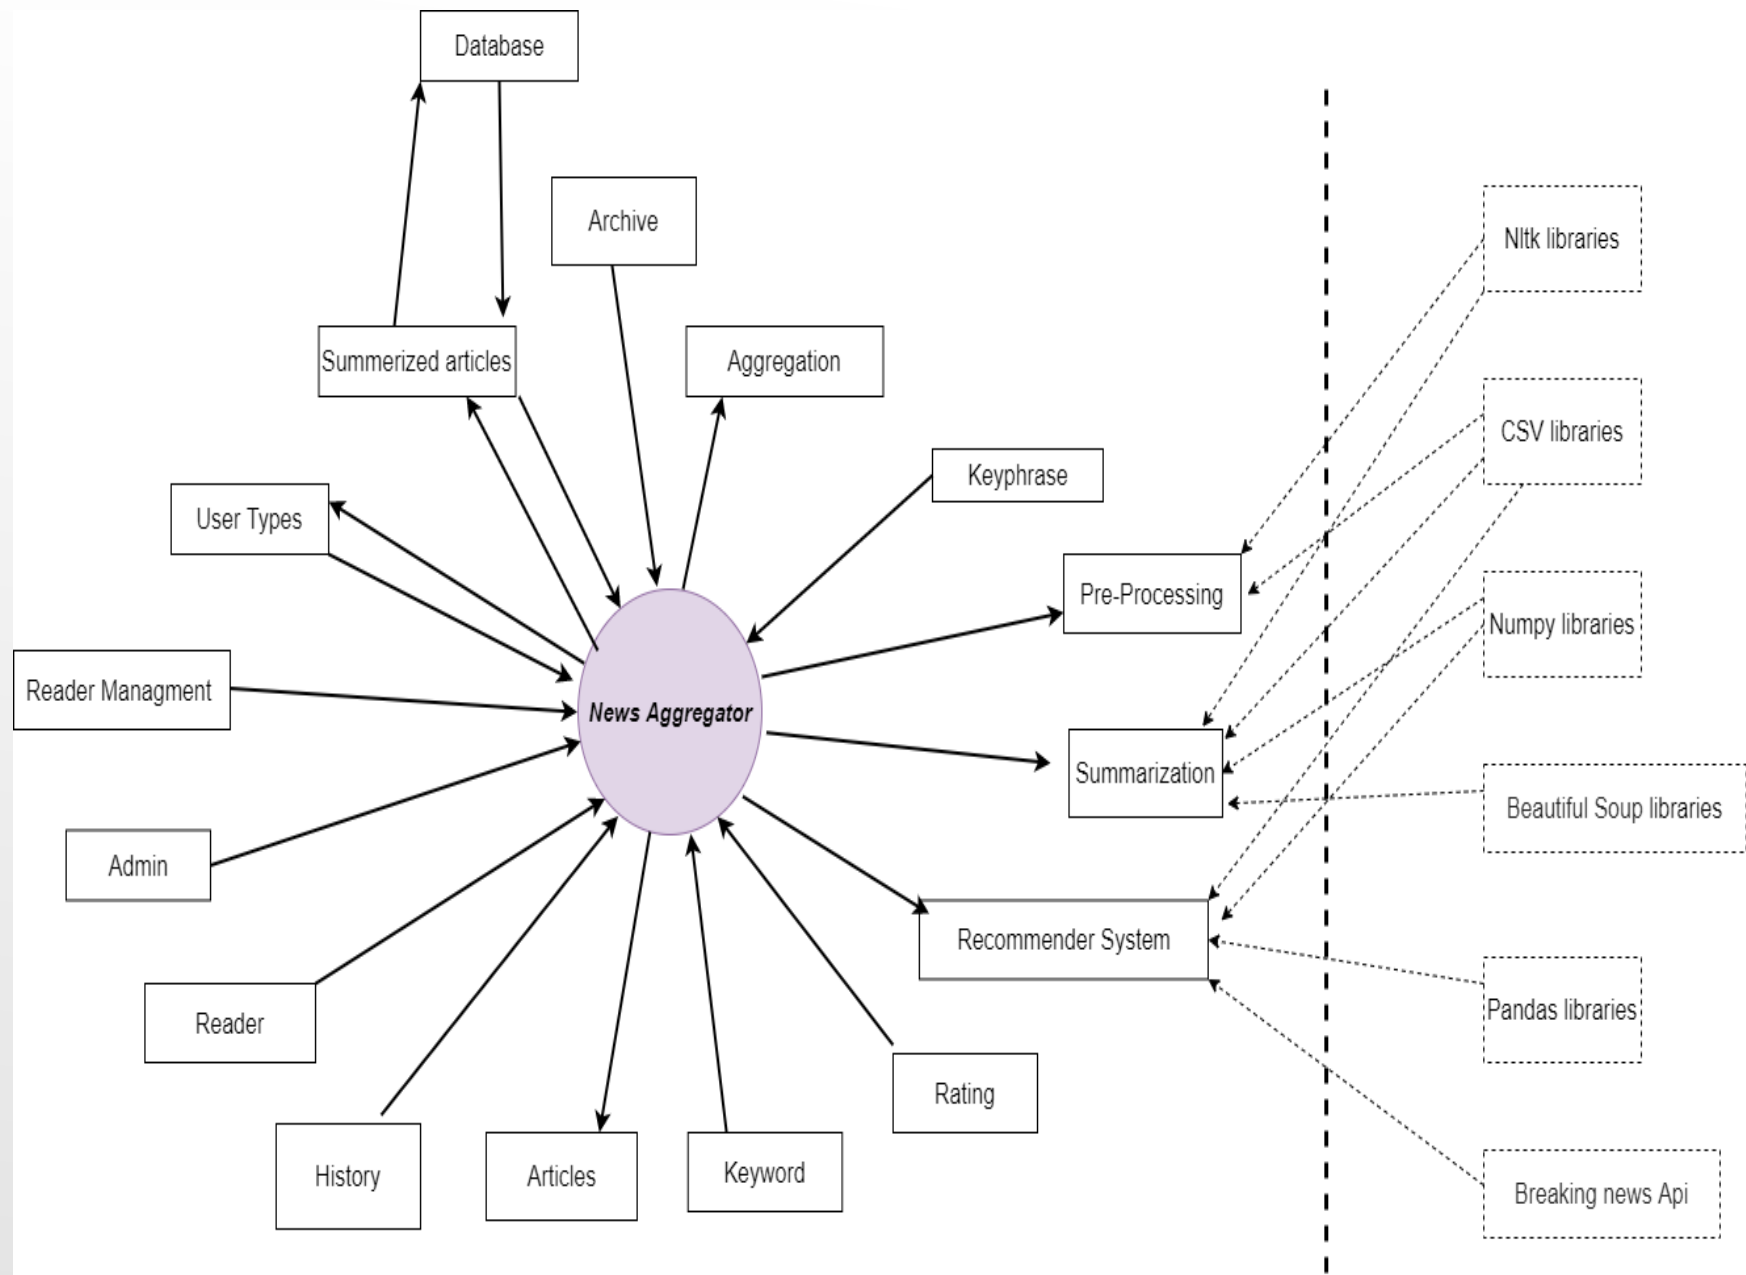 Database
Archive
Nltk libraries
Summerized articles
Aggregation
CSV libraries
Keyphrase
User Types
Pre-Processing
Numpy libraries
Reader Managment
News Aggregator
Summarization
Beautiful Soup libraries
Admin
Recommender System
Pandas libraries
Reader
Rating
History
Articles
Keyword
Breaking news Api